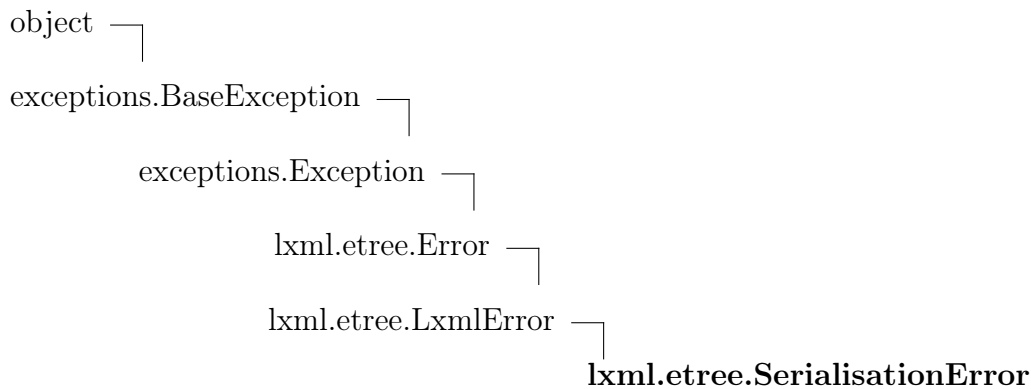 object
exceptions.BaseException
exceptions.Exception
lxml.etree.Error
lxml.etree.LxmlError
lxml.etree.SerialisationError